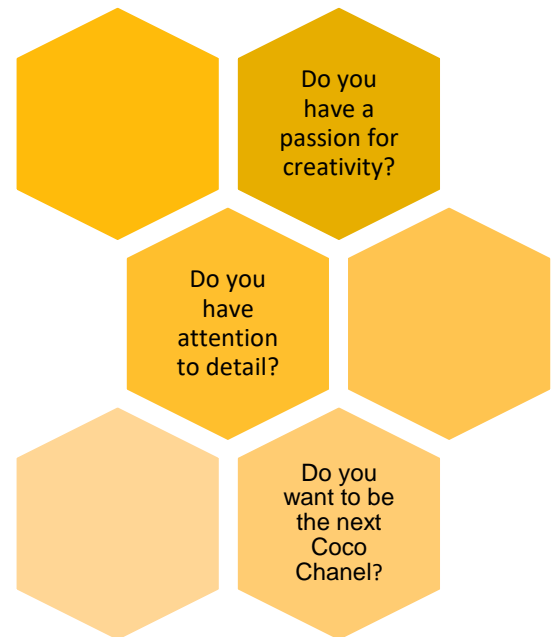 Do you
have a
passion for
creativity?
Do you
have
attention
to detail?
Do you
want to be
the next
Coco
Chanel?